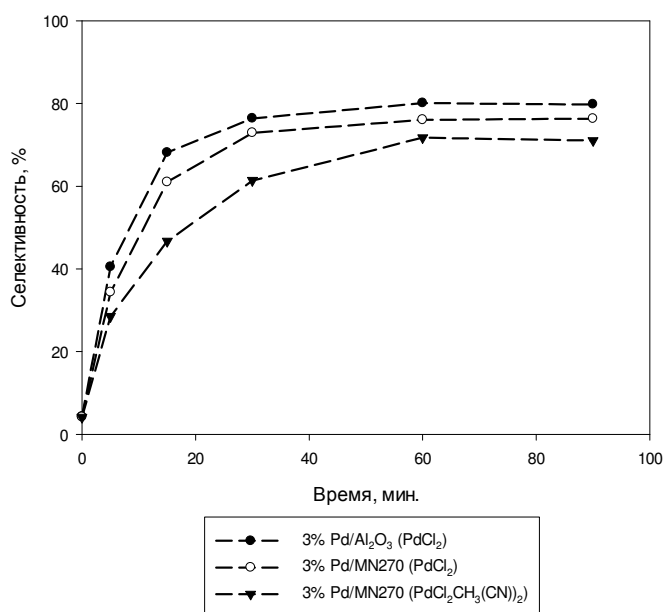 100
80
60
40
20
0
Селективность, %
0 20 40 60 80 100
Время, мин.
3% Pd/Al₂O₃ (PdCl₂)
3% Pd/MN270 (PdCl₂)
3% Pd/MN270 (PdCl₂CH₃(CN))₂)